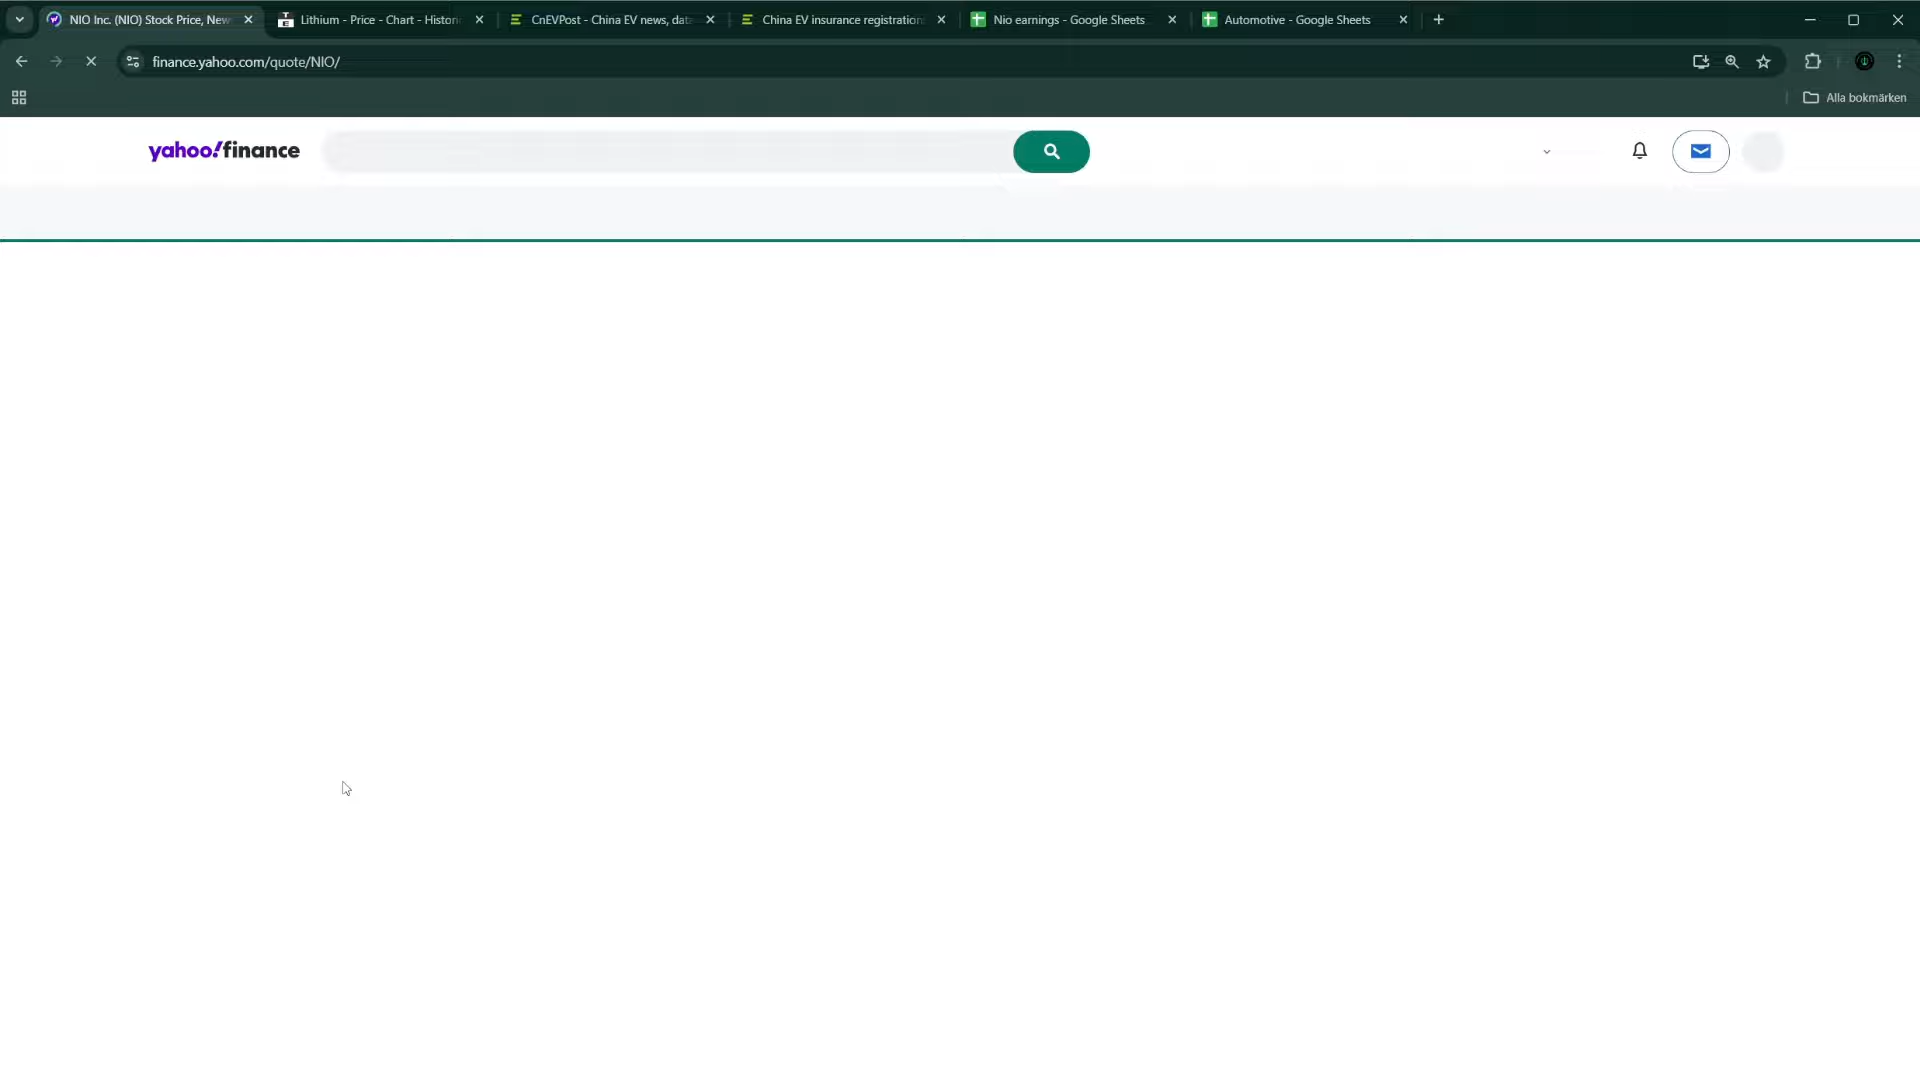 NIO Inc. (NIO) Stock Price, New
Lithium - Price - Chart - Histori
CnEVPost - China EV news, dat
China EV insurance registration
Nio earnings - Google Sheets
Automotive - Google Sheets
finance.yahoo.com/quote/NIO/
Alla bokmärken
yahoo!finance